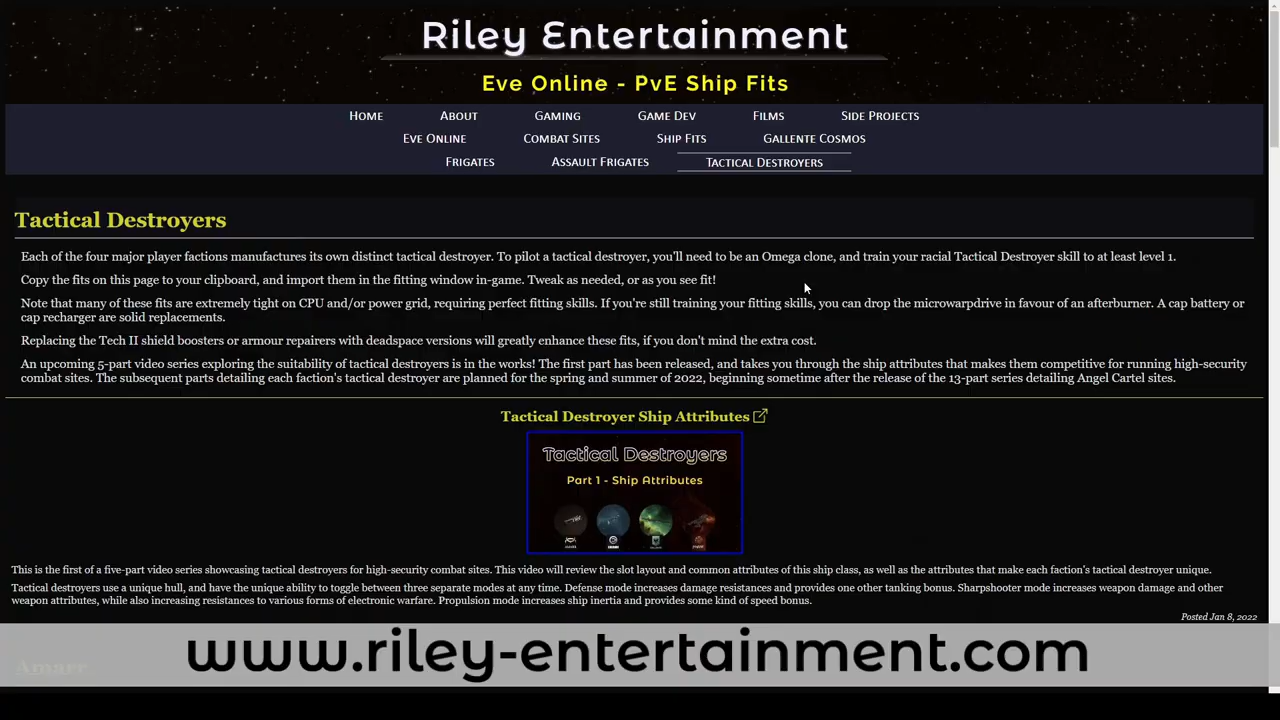 Riley Entertainment
Eve Online - PvE Ship Fits
Home About Gaming Game Dev Films Side Projects
Eve Online Combat Sites Ship Fits Gallente Cosmos
Frigates Assault Frigates Tactical Destroyers
Tactical Destroyers
Each of the four major player factions manufactures its own distinct tactical destroyer. To pilot a tactical destroyer, you'll need to be an Omega clone, and train your racial Tactical Destroyer skill to at least level 1.
Copy the fits on this page to your clipboard, and import them in the fitting window in-game. Tweak as needed, or as you see fit!
Note that many of these fits are extremely tight on CPU and/or power grid, requiring perfect fitting skills. If you're still training your fitting skills, you can drop the microwarpdrive in favour of an afterburner. A cap battery or
cap recharger are solid replacements.
Replacing the Tech II shield boosters or armour repairers with deadspace versions will greatly enhance these fits, if you don't mind the extra cost.
An upcoming 5-part video series exploring the suitability of tactical destroyers is in the works! The first part has been released, and takes you through the ship attributes that makes them competitive for running high-security
combat sites. The subsequent parts detailing each faction's tactical destroyer are planned for the spring and summer of 2022, beginning sometime after the release of the 13-part series detailing Angel Cartel sites.
Tactical Destroyer Ship Attributes
Tactical Destroyers
Part 1 - Ship Attributes
This is the first of a five-part video series showcasing tactical destroyers for high-security combat sites. This video will review the slot layout and common attributes of this ship class, as well as the attributes that make each faction's tactical destroyer unique.
Tactical destroyers use a unique hull, and have the unique ability to toggle between three separate modes at any time. Defense mode increases damage resistances and provides one other tanking bonus. Sharpshooter mode increases weapon damage and other
weapon attributes, while also increasing resistances to various forms of electronic warfare. Propulsion mode increases ship inertia and provides some kind of speed bonus.
Posted Jan 8, 2022
Amarr
www.riley-entertainment.com